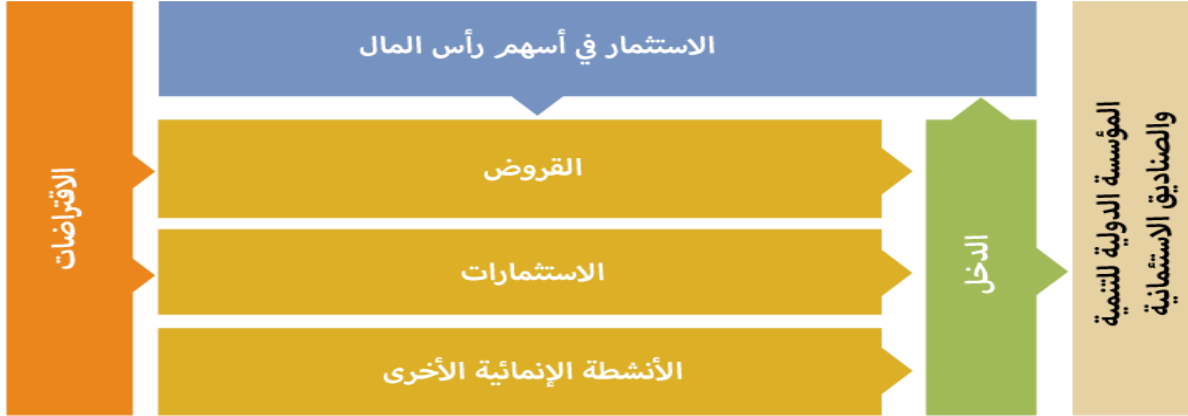 الاستثمار في أسهم رأس المال
الاقتراضات
القروض
الاستثمارات
الأنشطة الإنمائية الأخرى
الدخل
المؤسسة الدولية للتنمية
والصناديق الاستئمانية